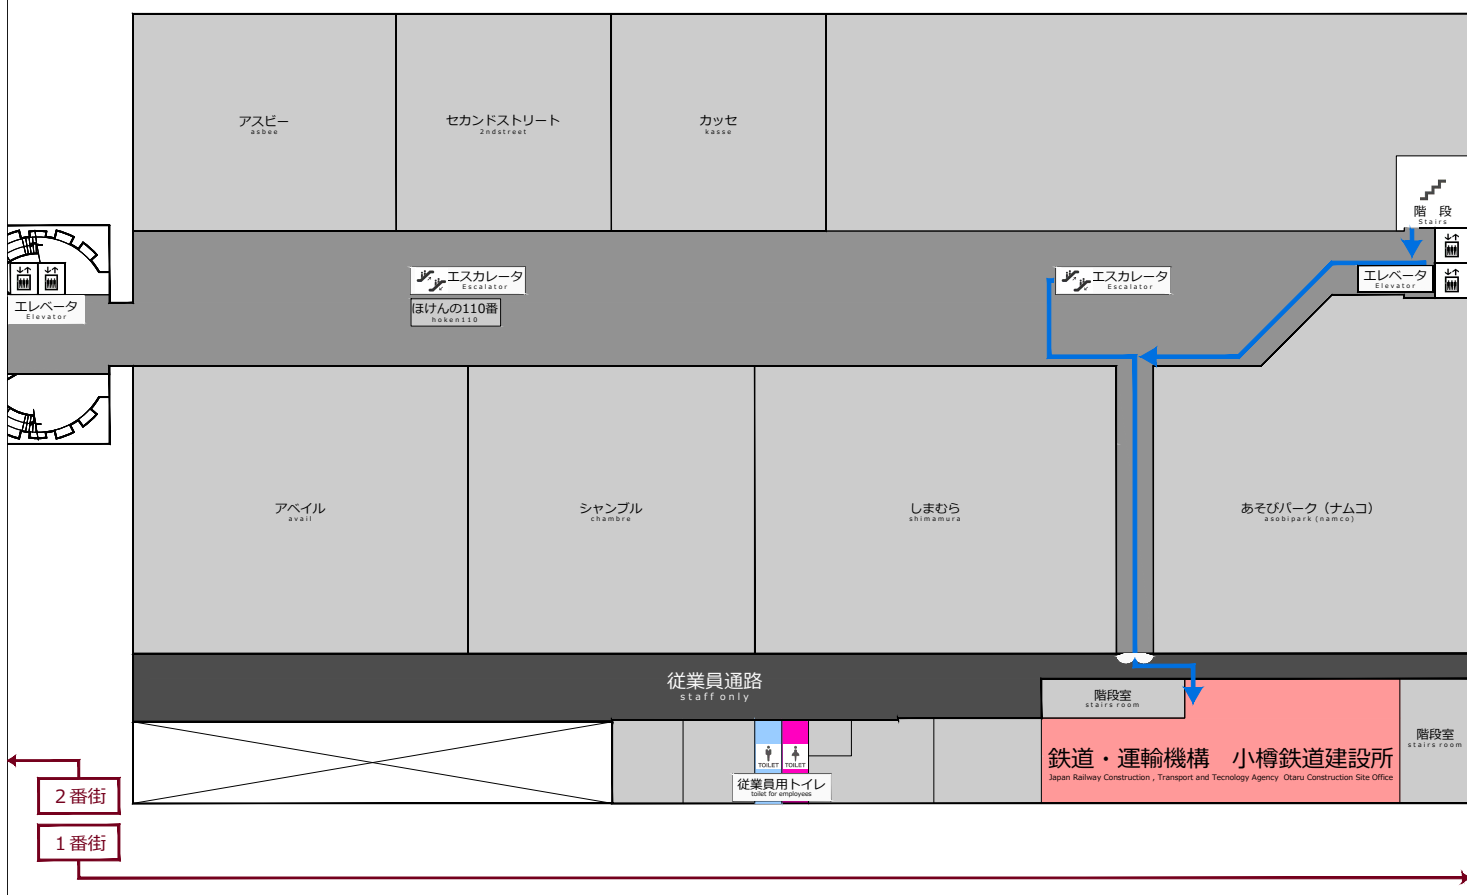 アスビー
asbee
セカンドストリート
2ndstreet
カッセ
kasse
階 段
Stairs
エスカレータ
Escalator
ほけんの110番
hoken110
エスカレータ
Escalator
エレベータ
Elevator
エレベータ
Elevator
アベイル
avail
シャンブル
chambre
しまむら
shimamura
あそびパーク（ナムコ）
asobipark(namco)
従業員通路
staff only
階段室
stairs room
階段室
stairs room
TOILET
TOILET
従業員用トイレ
toilet for employees
鉄道・運輸機構 小樽鉄道建設所
Japan Railway Construction , Transport and Tecnology Agency Otaru Construction Site Office
２番街
１番街